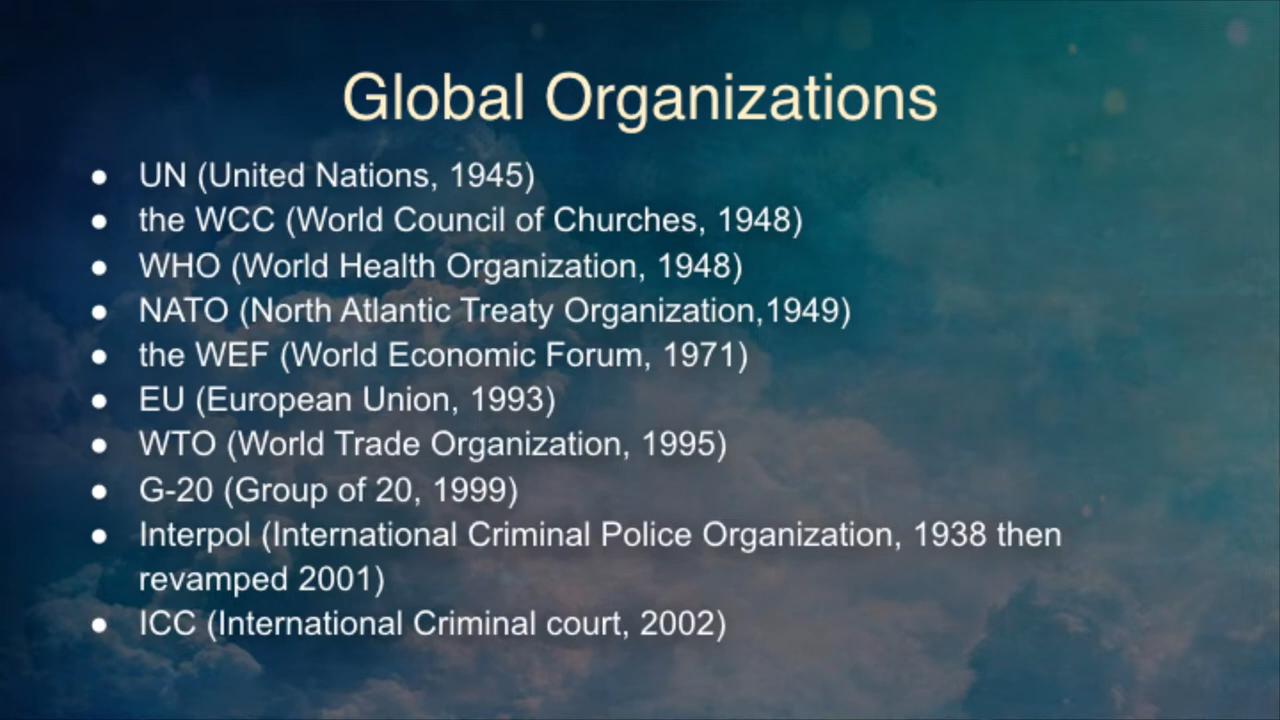 Global Organizations
● UN (United Nations, 1945)
● the WCC (World Council of Churches, 1948)
● WHO (World Health Organization, 1948)
● NATO (North Atlantic Treaty Organization,1949)
● the WEF (World Economic Forum, 1971)
● EU (European Union, 1993)
● WTO (World Trade Organization, 1995)
● G-20 (Group of 20, 1999)
● Interpol (International Criminal Police Organization, 1938 then
revamped 2001)
● ICC (International Criminal court, 2002)